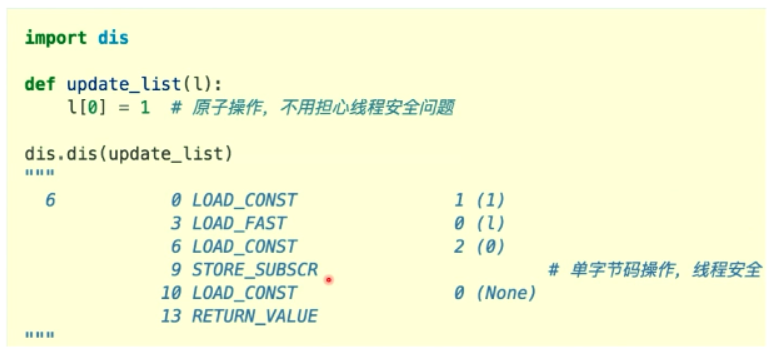 import dis
def update_list(l):
    l[0] = 1  # 原子操作, 不用担心线程安全问题
dis.dis(update_list)
"""
  6           0 LOAD_CONST               1 (1)
              3 LOAD_FAST                0 (l)
              6 LOAD_CONST               2 (0)
              9 STORE_SUBSCR                     # 单字节码操作, 线程安全
             10 LOAD_CONST               0 (None)
             13 RETURN_VALUE
"""